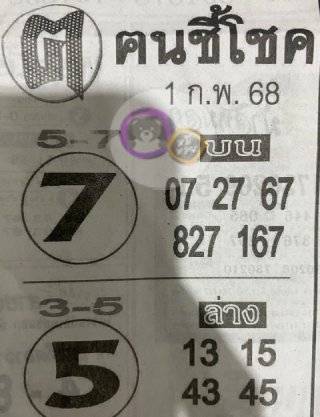 ฅ ฅนชี้โชค
1 ก.พ. 68
5-7 บน
7 07 27 67
827 167
3-5 ล่าง
5 13 15
43 45